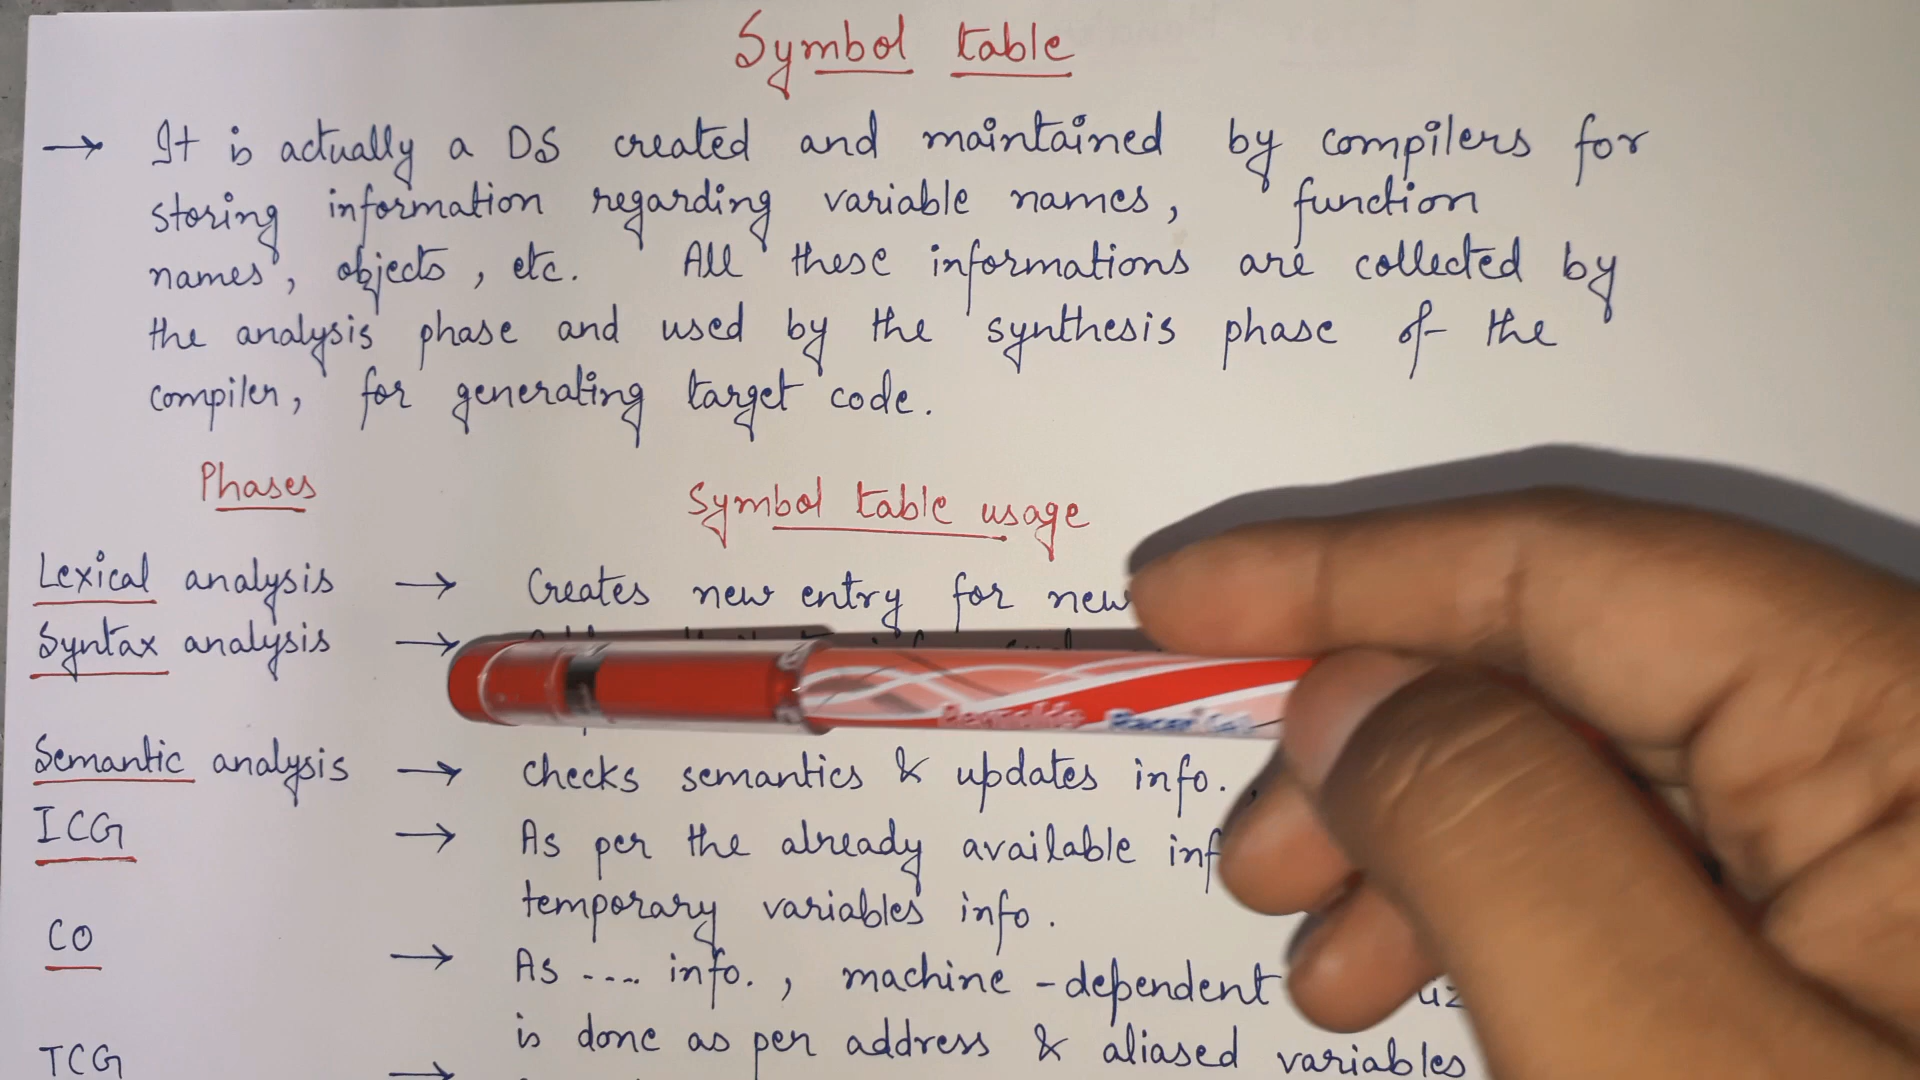 Symbol table
→ It is actually a DS created and maintained by compilers for
storing information regarding variable names, function
names, objects, etc. All these informations are collected by
the analysis phase and used by the synthesis phase of the
compiler, for generating target code.
Phases Symbol table usage
Lexical analysis → Creates new entry for new
Syntax analysis →
Semantic analysis → checks semantics & updates info.
ICG → As per the already available inf
temporary variables info.
CO → As .... info., machine-dependent
is done as per address & aliased variables
TCG →